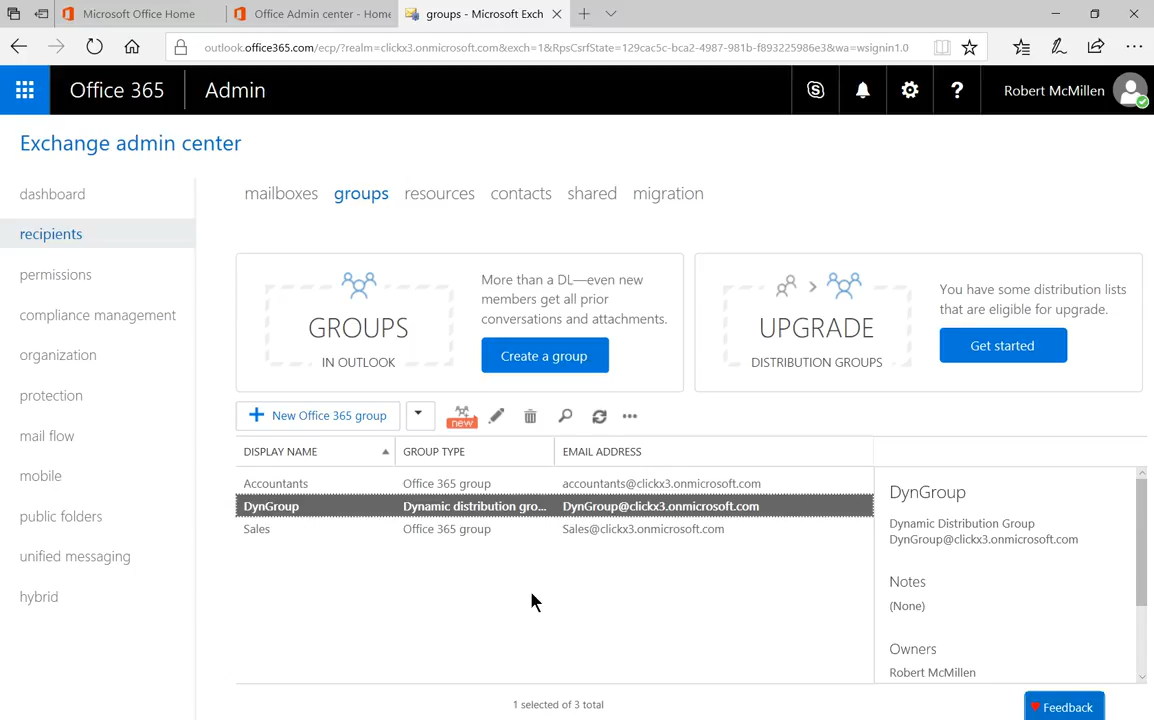 Microsoft Office Home
Office Admin center - Home
groups - Microsoft Exch
outlook.office365.com/ecp/?realm=clickx3.onmicrosoft.com&exch=1&RpsCsrfState=129cac5c-bca2-4987-981b-f893225986e3&wa=wsignin1.0
Office 365
Admin
Robert McMillen
Exchange admin center
dashboard
recipients
permissions
compliance management
organization
protection
mail flow
mobile
public folders
unified messaging
hybrid
mailboxes groups resources contacts shared migration
GROUPS
IN OUTLOOK
More than a DL—even new
members get all prior
conversations and attachments.
Create a group
UPGRADE
DISTRIBUTION GROUPS
You have some distribution lists
that are eligible for upgrade.
Get started
New Office 365 group
new
DISPLAY NAME GROUP TYPE EMAIL ADDRESS
Accountants Office 365 group accountants@clickx3.onmicrosoft.com
DynGroup Dynamic distribution gro... DynGroup@clickx3.onmicrosoft.com
Sales Office 365 group Sales@clickx3.onmicrosoft.com
DynGroup
Dynamic Distribution Group
DynGroup@clickx3.onmicrosoft.com
Notes
(None)
Owners
Robert McMillen
1 selected of 3 total
Feedback